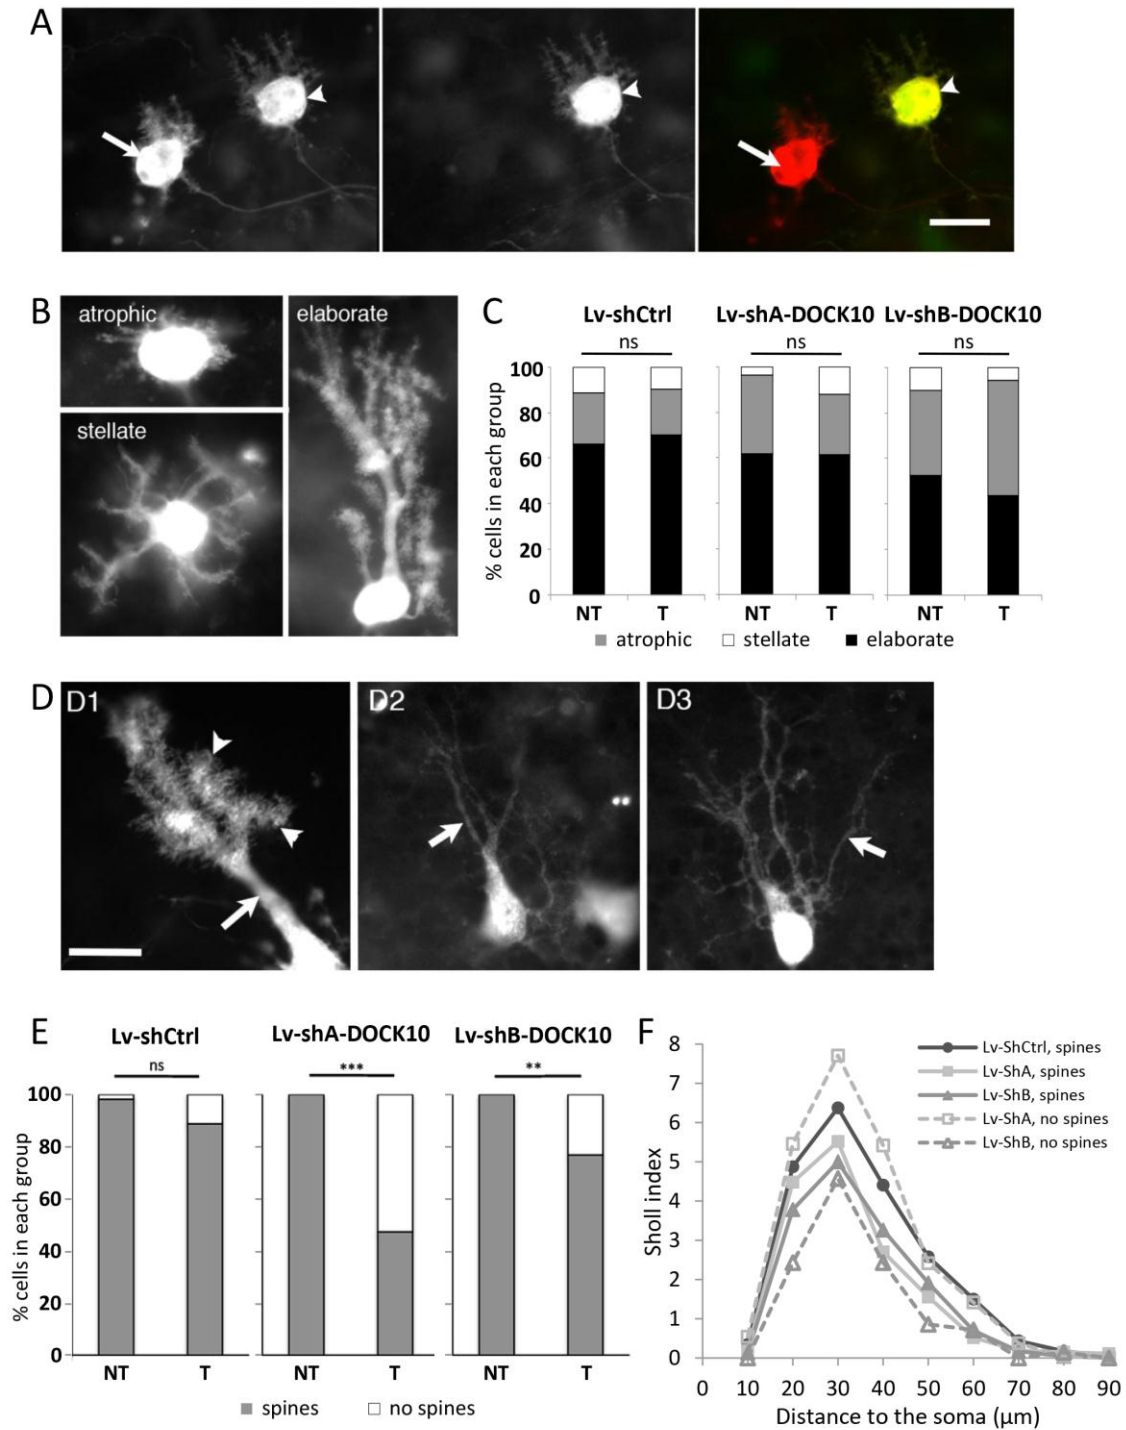 A
B
atrophic
stellate
elaborate
C
Lv-shCtrl
Lv-shA-DOCK10
Lv-shB-DOCK10
ns
ns
ns
% cells in each group
100
80
60
40
20
0
NT
T
NT
T
NT
T
atrophic
stellate
elaborate
D
D1
D2
D3
E
Lv-shCtrl
Lv-shA-DOCK10
Lv-shB-DOCK10
ns
***
**
% cells in each group
100
80
60
40
20
0
NT
T
NT
T
NT
T
spines
no spines
F
Sholl index
8
7
6
5
4
3
2
1
0
Lv-ShCtrl, spines
Lv-ShA, spines
Lv-ShB, spines
Lv-ShA, no spines
Lv-ShB, no spines
0 10 20 30 40 50 60 70 80 90
Distance to the soma (µm)